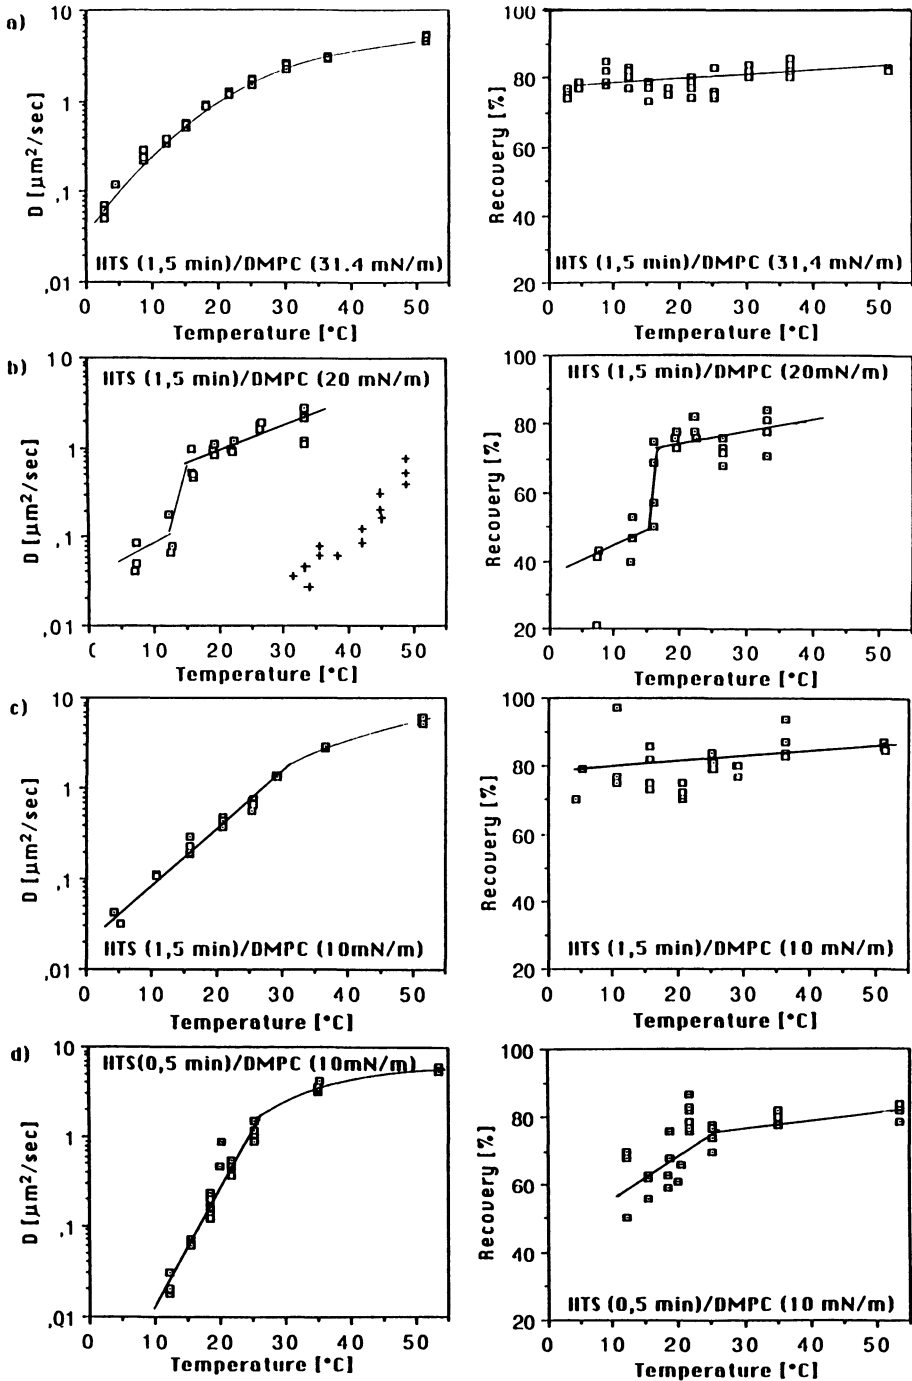 a)
10
1
,1
,01
D [μm²/sec]
HTS (1,5 min)/DMPC (31.4 mN/m)
0 10 20 30 40 50
Temperature [°C]
100
80
60
40
20
Recovery [%]
HTS (1,5 min)/DMPC (31,4 mN/m)
0 10 20 30 40 50
Temperature [°C]
b)
10
1
,1
,01
D [μm²/sec]
HTS (1,5 min)/DMPC (20 mN/m)
10 20 30 40 50
Temperature [°C]
100
80
60
40
20
Recovery [%]
HTS (1,5 min)/DMPC (20mN/m)
0 10 20 30 40 50
Temperature [°C]
c)
10
1
,1
,01
D [μm²/sec]
HTS (1,5 min)/DMPC (10mN/m)
0 10 20 30 40 50
Temperature [°C]
100
80
60
40
20
Recovery [%]
HTS (1,5 min)/DMPC (10 mN/m)
0 10 20 30 40 50
Temperature [°C]
d)
10
1
,1
,01
D [μm²/sec]
HTS(0,5 min)/DMPC (10mN/m)
0 10 20 30 40 50
Temperature [°C]
100
80
60
40
20
Recovery [%]
HTS (0,5 min)/DMPC (10 mN/m)
0 10 20 30 40 50
Temperature [°C]